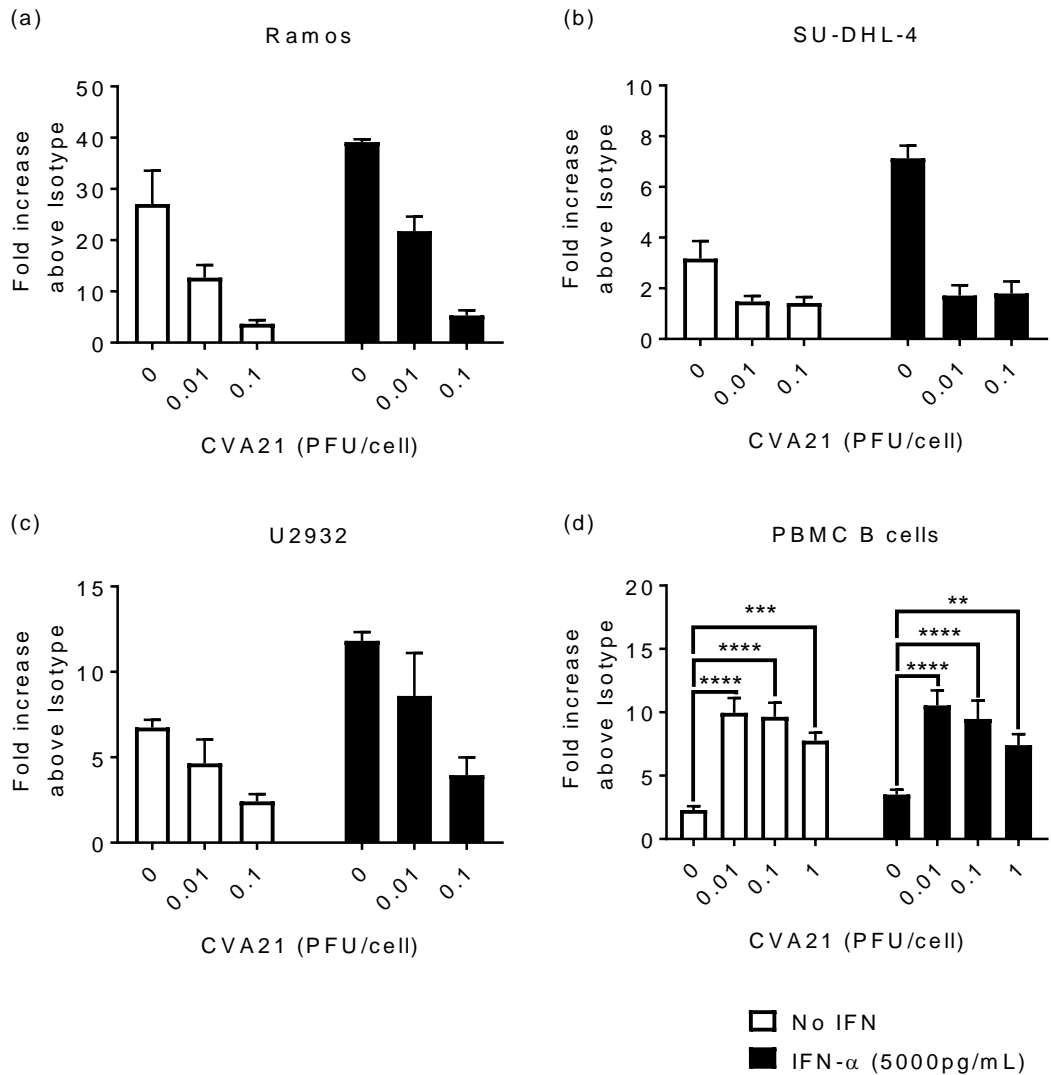 (a)
Ramos
Fold increase
above Isotype
50
40
30
20
10
0
0
0.01
0.1
0
0.01
0.1
CVA21 (PFU/cell)
(b)
SU-DHL-4
Fold increase
above Isotype
10
8
6
4
2
0
0
0.01
0.1
0
0.01
0.1
CVA21 (PFU/cell)
(c)
U2932
Fold increase
above Isotype
15
10
5
0
0
0.01
0.1
0
0.01
0.1
CVA21 (PFU/cell)
(d)
PBMC B cells
Fold increase
above Isotype
20
15
10
5
0
***
****
****
**
****
****
0
0.01
0.1
1
0
0.01
0.1
1
CVA21 (PFU/cell)
No IFN
IFN-α (5000pg/mL)